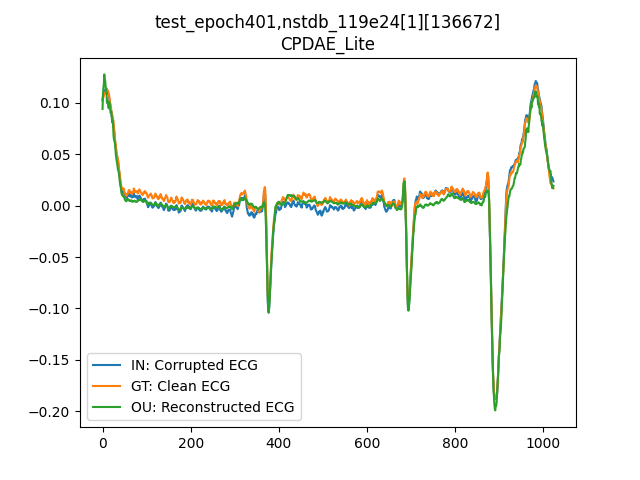 test_epoch401,nstdb_119e24[1][136672]
CPDAE_Lite
0.10
0.05
0.00
−0.05
−0.10
−0.15
−0.20
IN: Corrupted ECG
GT: Clean ECG
OU: Reconstructed ECG
0 200 400 600 800 1000